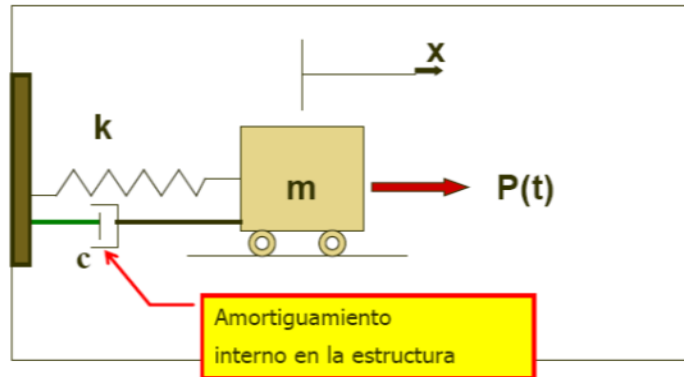 x
k
m
P(t)
c
Amortiguamiento
interno en la estructura